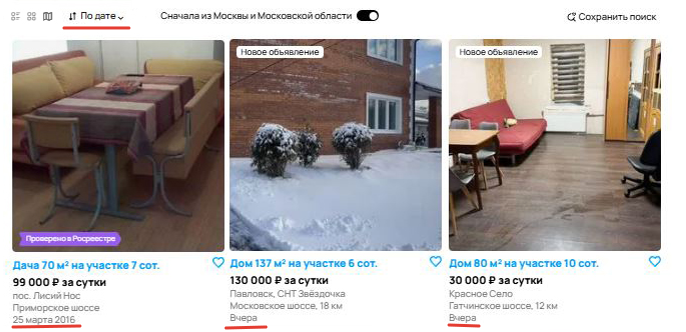 По дате
Сначала из Москвы и Московской области
Сохранить поиск
Проверено в Росреестре
Дача 70 м² на участке 7 сот.
99 000 ₽ за сутки
пос. Лисий Нос
Приморское шоссе
25 марта 2016
Новое объявление
Дом 137 м² на участке 6 сот.
130 000 ₽ за сутки
Павловск, СНТ Звёздочка
Московское шоссе, 18 км
Вчера
Новое объявление
Дом 80 м² на участке 10 сот.
30 000 ₽ за сутки
Красное Село
Гатчинское шоссе, 12 км
Вчера